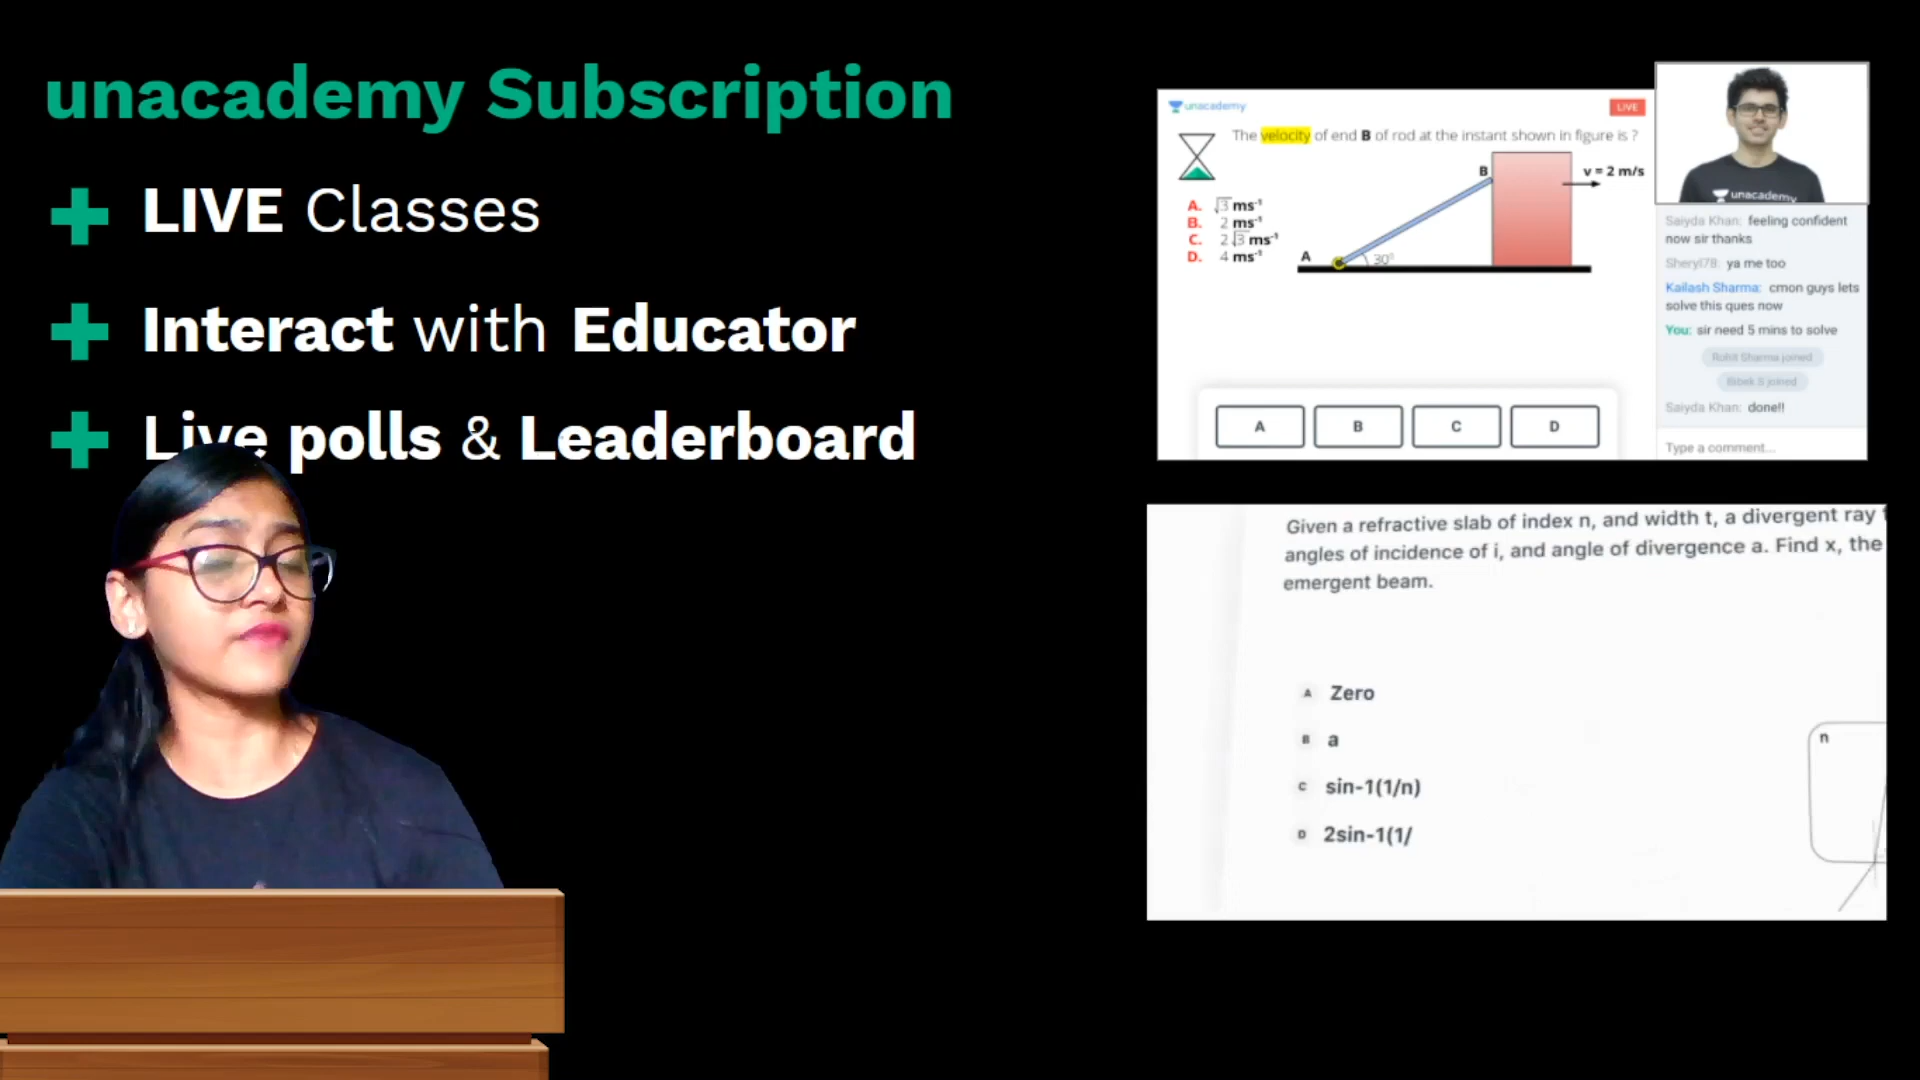 unacademy Subscription
LIVE Classes
Interact with Educator
Live polls & Leaderboard
unacademy
LIVE
The velocity of end B of rod at the instant shown in figure is ?
A. √3 ms⁻¹
B. 2 ms⁻¹
C. 2√3 ms⁻¹
D. 4 ms⁻¹
B
v = 2 m/s
A
30°
A B C D
unacademy
Saiyda Khan: feeling confident
now sir thanks
Sheryl78: ya me too
Kailash Sharma: cmon guys lets
solve this ques now
You: sir need 5 mins to solve
Rohit Sharma joined
Bibek S joined
Saiyda Khan: done!!
Type a comment...
Given a refractive slab of index n, and width t, a divergent ray
angles of incidence of i, and angle of divergence a. Find x, the
emergent beam.
A Zero
B a
C sin-1(1/n)
D 2sin-1(1/
n